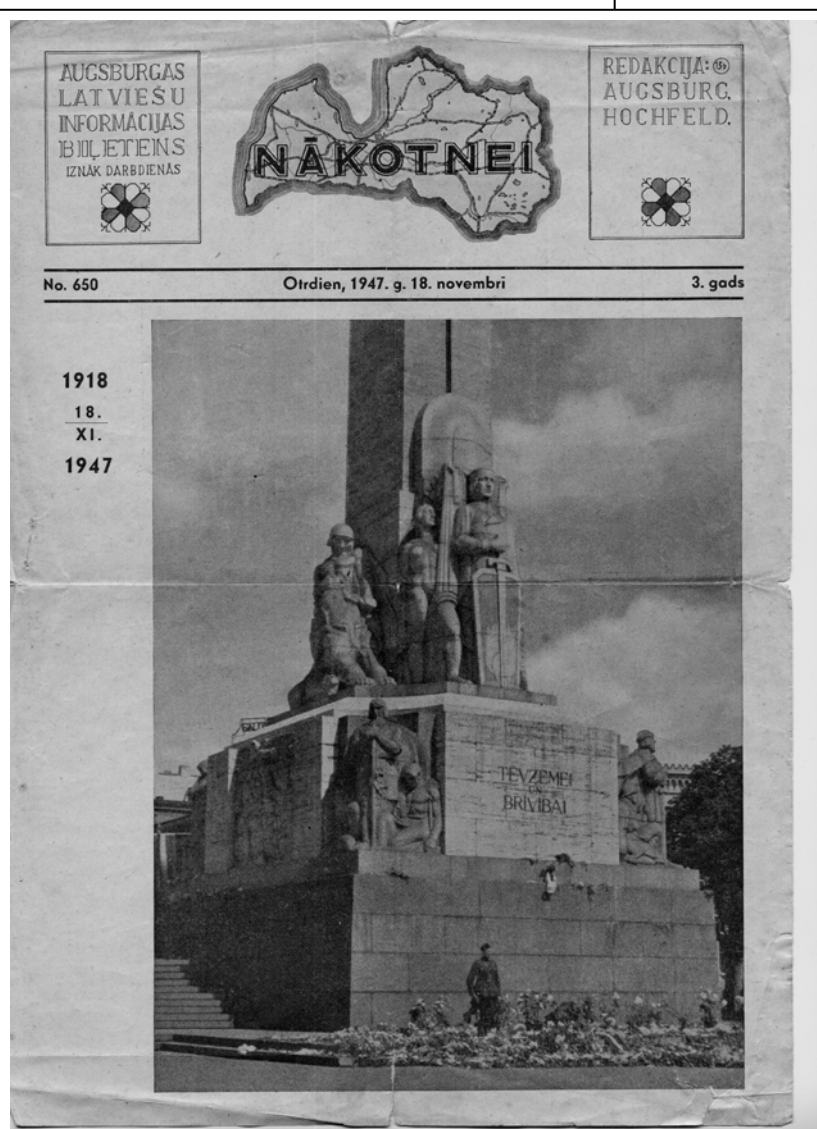 AUGSBURGAS
LATVIEŠU
INFORMĀCIJAS
BIĻETENS
IZNĀK DARBDIENĀS
NĀKOTNEI
REDAKCIJA:
AUGSBURG,
HOCHFELD.
No. 650
Otrdien, 1947. g. 18. novembrī
3. gads
1918
18.
XI.
1947
TĒVZEMEI
UN
BRĪVĪBAI